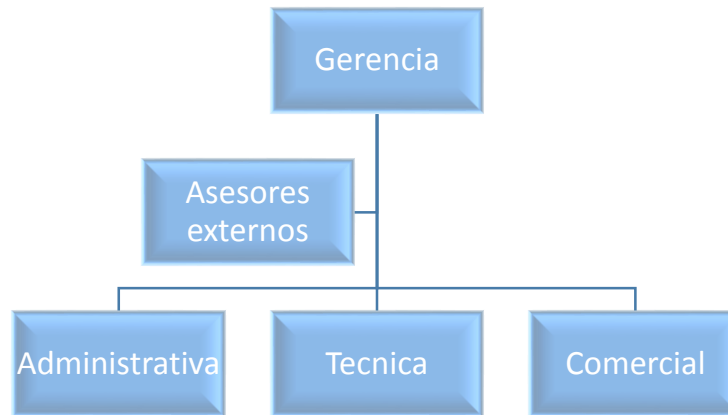 Gerencia
Asesores
externos
Administrativa
Tecnica
Comercial